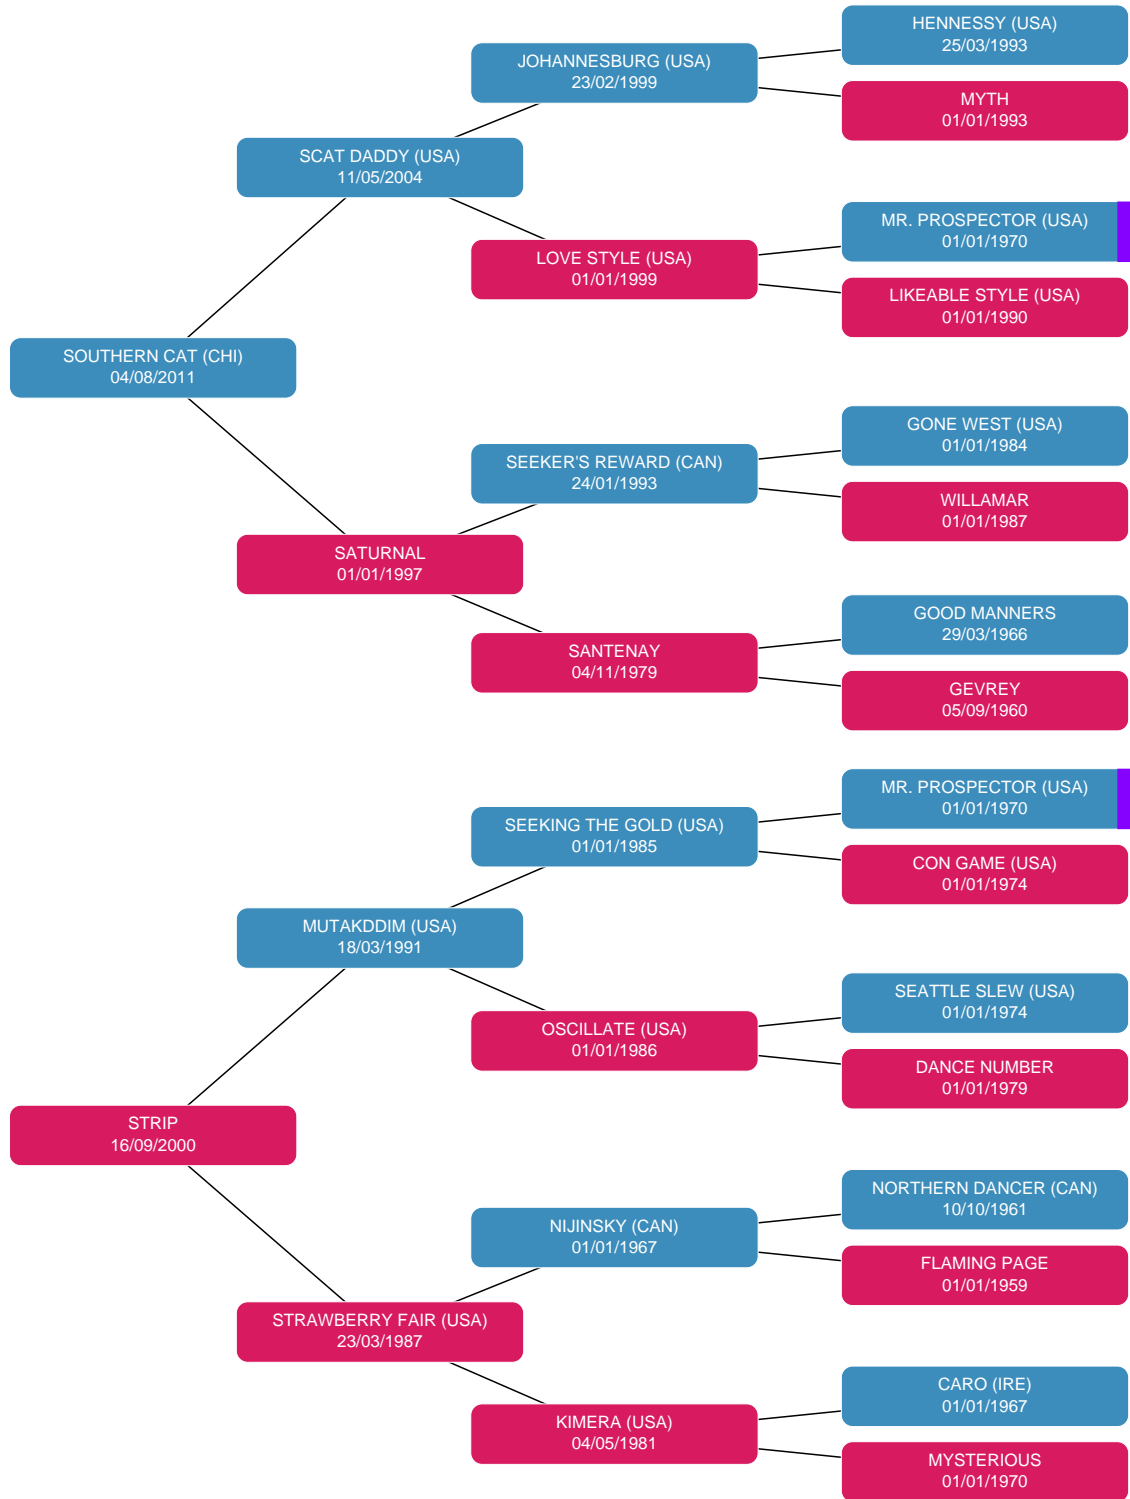 HENNESSY (USA)
25/03/1993
JOHANNESBURG (USA)
23/02/1999
MYTH
01/01/1993
SCAT DADDY (USA)
11/05/2004
MR. PROSPECTOR (USA)
01/01/1970
LOVE STYLE (USA)
01/01/1999
LIKEABLE STYLE (USA)
01/01/1990
SOUTHERN CAT (CHI)
04/08/2011
GONE WEST (USA)
01/01/1984
SEEKER'S REWARD (CAN)
24/01/1993
WILLAMAR
01/01/1987
SATURNAL
01/01/1997
GOOD MANNERS
29/03/1966
SANTENAY
04/11/1979
GEVREY
05/09/1960
MR. PROSPECTOR (USA)
01/01/1970
SEEKING THE GOLD (USA)
01/01/1985
CON GAME (USA)
01/01/1974
MUTAKDDIM (USA)
18/03/1991
SEATTLE SLEW (USA)
01/01/1974
OSCILLATE (USA)
01/01/1986
DANCE NUMBER
01/01/1979
STRIP
16/09/2000
NORTHERN DANCER (CAN)
10/10/1961
NIJINSKY (CAN)
01/01/1967
FLAMING PAGE
01/01/1959
STRAWBERRY FAIR (USA)
23/03/1987
CARO (IRE)
01/01/1967
KIMERA (USA)
04/05/1981
MYSTERIOUS
01/01/1970